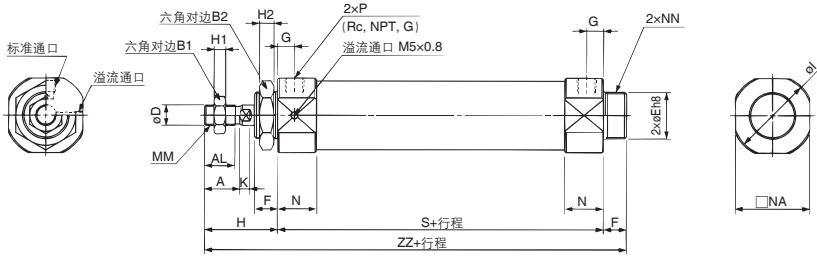 六角对边B2
H2
2×P
(Rc, NPT, G)
G
2×NN
标准通口
六角对边B1
H1
G
溢流通口 M5×0.8
溢流通口
øD
øI
2×øEh8
MM
AL
A
K
F
N
N
□NA
H
S+行程
F
ZZ+行程